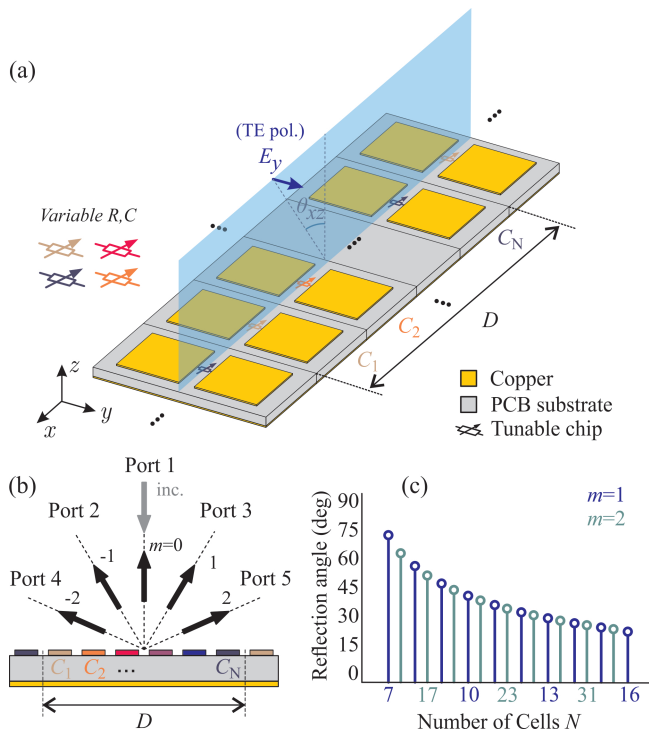 (a)
(TE pol.)
E_y
θ_xz
Variable R,C
C_N
D
C_2
C_1
z
y
x
Copper
PCB substrate
Tunable chip
(b)
Port 1
inc.
Port 2
Port 3
-1
m=0
1
Port 4
Port 5
-2
2
C_1 C_2 ... C_N
D
(c)
m=1
m=2
Reflection angle (deg)
90
75
60
45
30
15
0
7 17 10 23 13 31 16
Number of Cells N